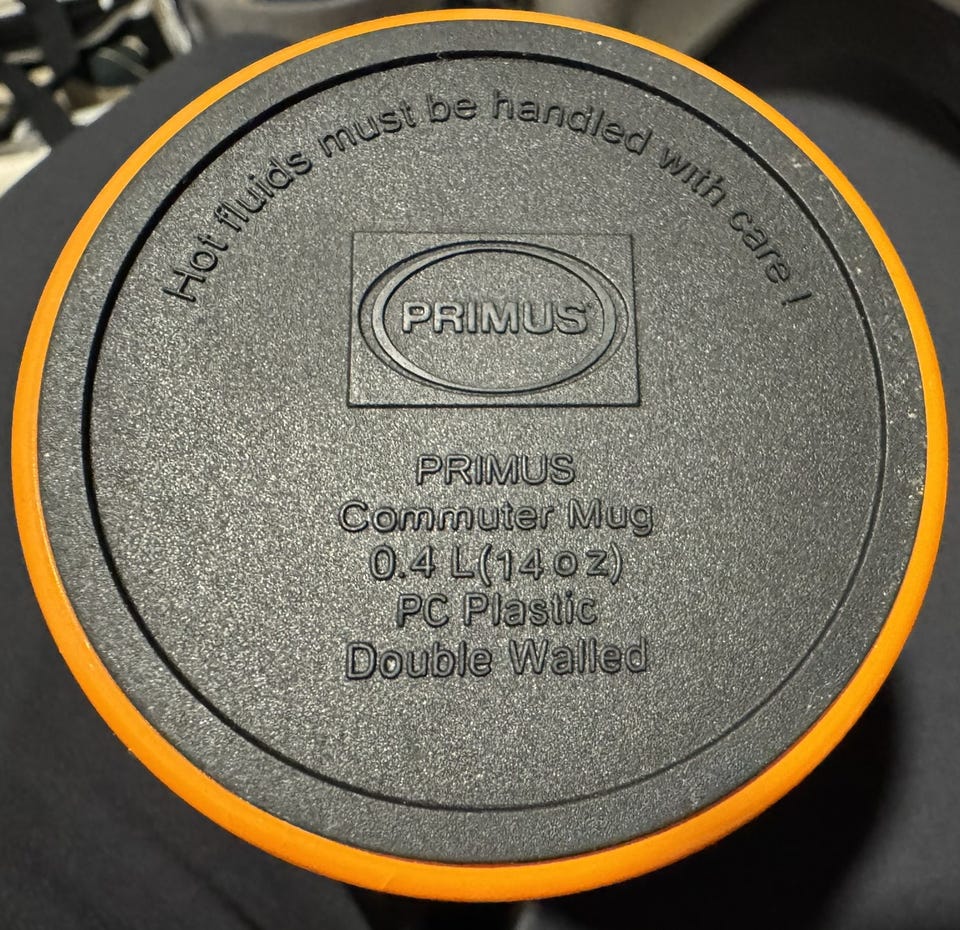 Hot fluids must be handled with care!
PRIMUS
PRIMUS
Commuter Mug
0.4 L(14oz)
PC Plastic
Double Walled